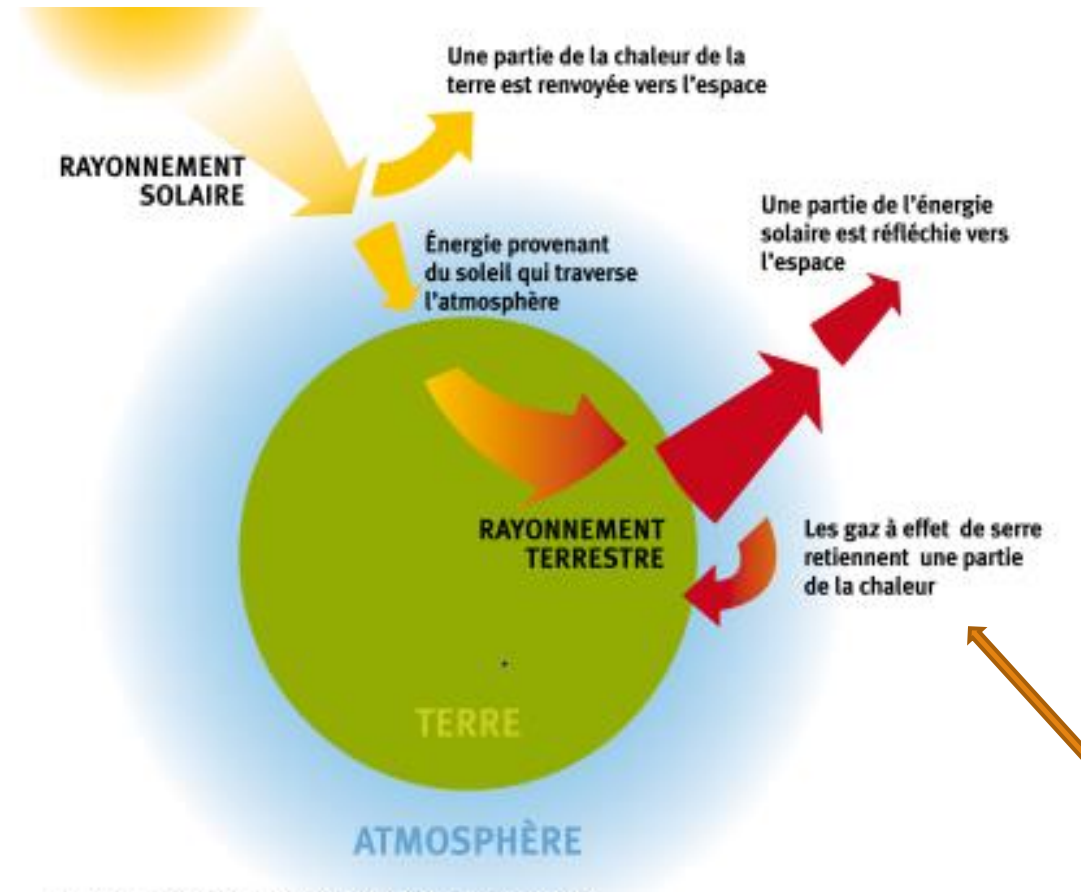 Une partie de la chaleur de la
terre est renvoyée vers l'espace
RAYONNEMENT
SOLAIRE
Une partie de l'énergie
solaire est réfléchie vers
l'espace
Énergie provenant
du soleil qui traverse
l'atmosphère
RAYONNEMENT
TERRESTRE
Les gaz à effet de serre
retiennent une partie
de la chaleur
TERRE
ATMOSPHÈRE